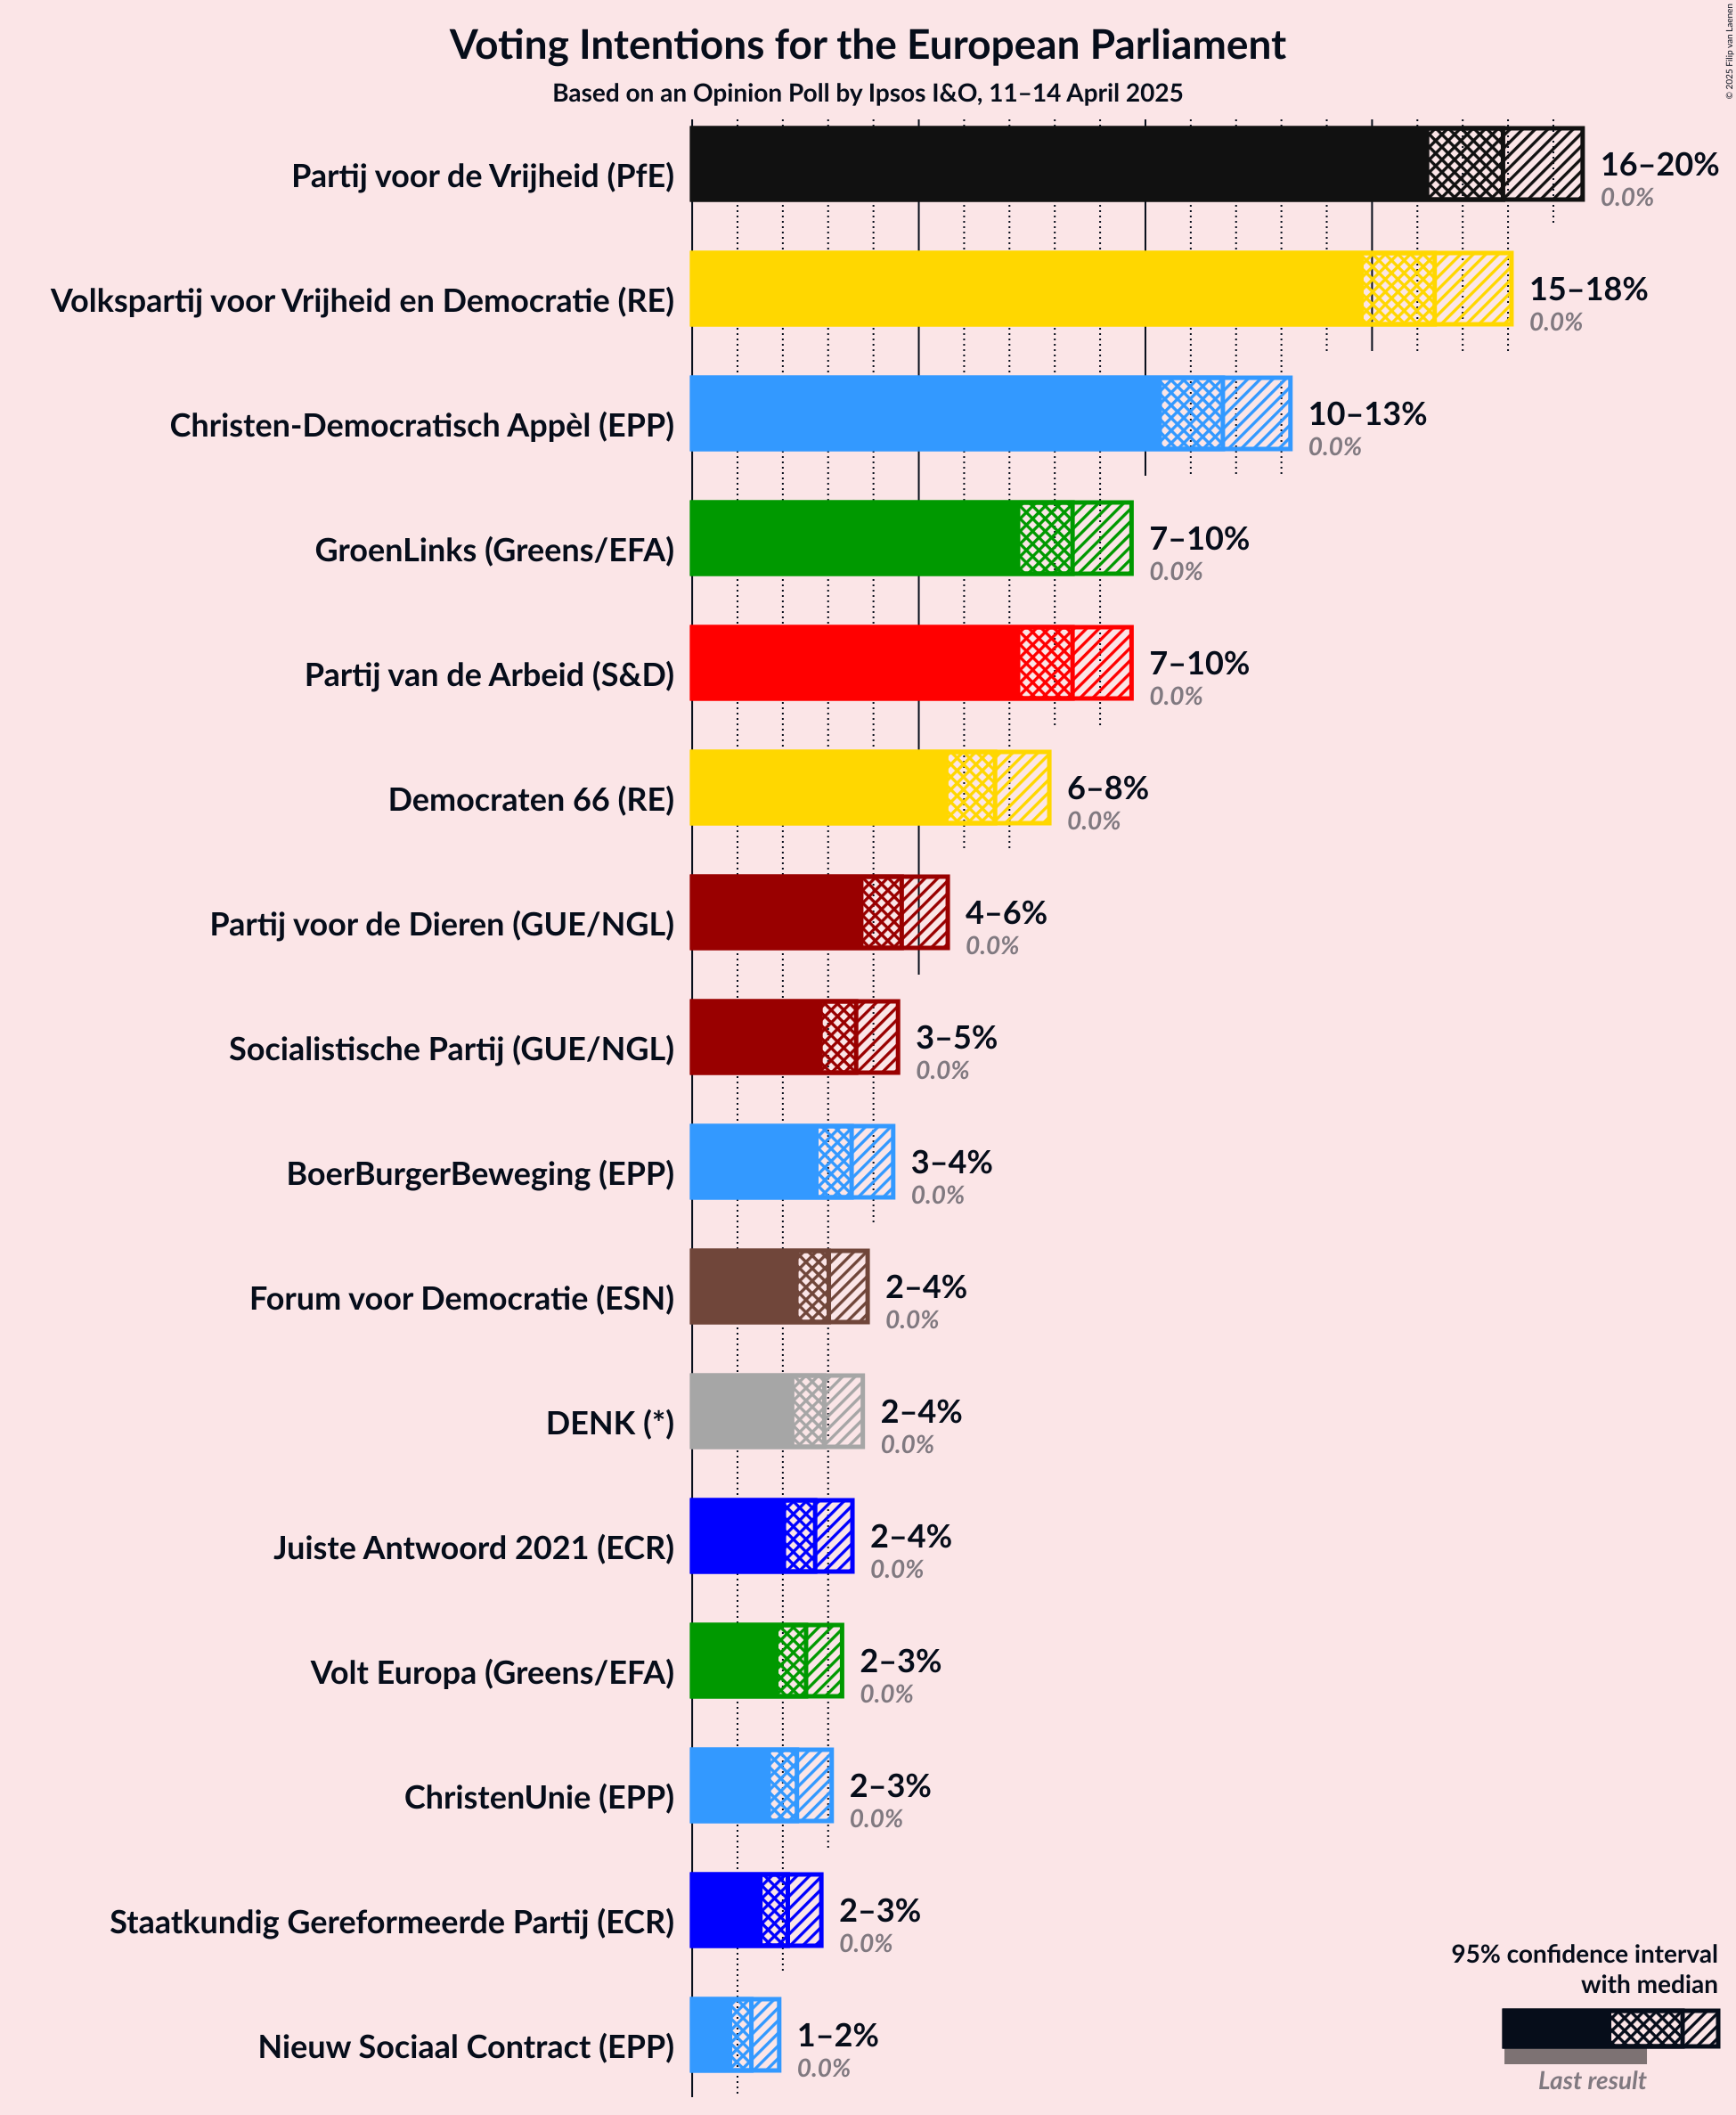 Voting Intentions for the European Parliament
Based on an Opinion Poll by Ipsos I&O, 11–14 April 2025
© 2025 Filip van Laenen
Partij voor de Vrijheid (PfE)
16–20%
0.0%
Volkspartij voor Vrijheid en Democratie (RE)
15–18%
0.0%
Christen-Democratisch Appèl (EPP)
10–13%
0.0%
GroenLinks (Greens/EFA)
7–10%
0.0%
Partij van de Arbeid (S&D)
7–10%
0.0%
Democraten 66 (RE)
6–8%
0.0%
Partij voor de Dieren (GUE/NGL)
4–6%
0.0%
Socialistische Partij (GUE/NGL)
3–5%
0.0%
BoerBurgerBeweging (EPP)
3–4%
0.0%
Forum voor Democratie (ESN)
2–4%
0.0%
DENK (*)
2–4%
0.0%
Juiste Antwoord 2021 (ECR)
2–4%
0.0%
Volt Europa (Greens/EFA)
2–3%
0.0%
ChristenUnie (EPP)
2–3%
0.0%
Staatkundig Gereformeerde Partij (ECR)
2–3%
0.0%
Nieuw Sociaal Contract (EPP)
1–2%
0.0%
95% confidence interval
with median
Last result